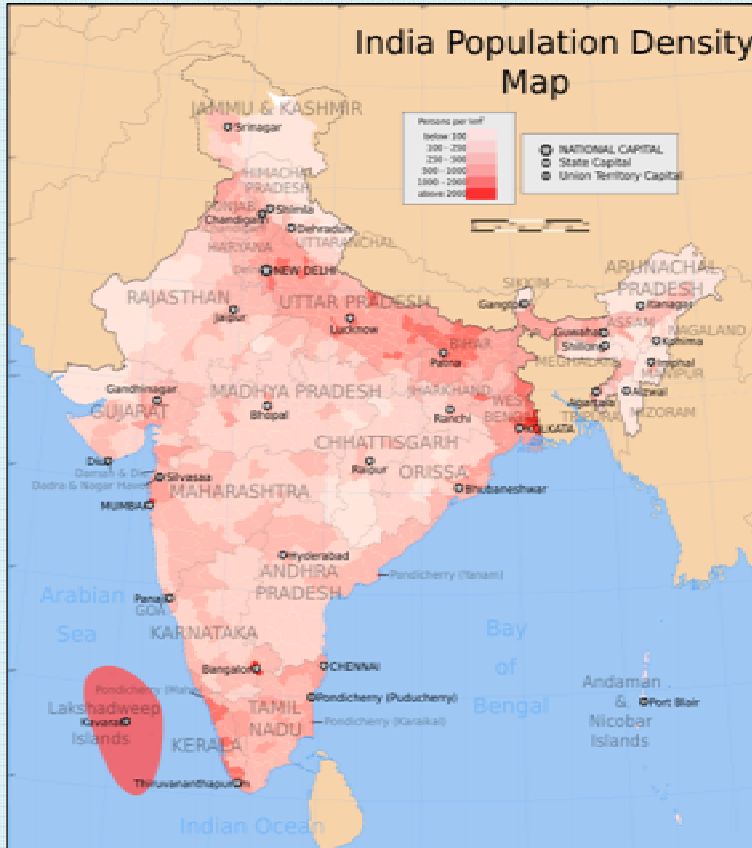 India Population Density
Map
Persons per km²
below 100
100 - 250
250 - 500
500 - 1000
1000 - 2000
above 2000
NATIONAL CAPITAL
State Capital
Union Territory Capital
JAMMU & KASHMIR
Srinagar
HIMACHAL
PRADESH
PUNJAB
Shimla
Chandigarh
Dehradun
UTTARANCHAL
HARYANA
NEW DELHI
RAJASTHAN
Jaipur
UTTAR PRADESH
Lucknow
SIKKIM
Gangtok
ARUNACHAL
PRADESH
Itanagar
ASSAM
NAGALAND
Kohima
Shillong
MEGHALAYA
Imphal
MANIPUR
Aizwal
Agartala
TRIPURA
MIZORAM
BIHAR
Patna
JHARKHAND
Ranchi
WEST
BENGAL
KOLKATA
Gandhinagar
GUJARAT
MADHYA PRADESH
Bhopal
CHHATTISGARH
Raipur
ORISSA
Bhubaneshwar
Diu
Daman & Diu
Dadra & Nagar Haveli
Silvasaa
MUMBAI
MAHARASHTRA
Hyderabad
ANDHRA
PRADESH
Pondicherry (Yanam)
Arabian
Sea
Panaji
GOA
KARNATAKA
Bay
of
Bengal
Bangalore
CHENNAI
Pondicherry (Mahe)
Pondicherry (Puducherry)
Pondicherry (Karaikal)
Lakshadweep
Kavarati
Islands
TAMIL
NADU
KERALA
Thiruvananthapuram
Andaman
&
Nicobar
Islands
Port Blair
Indian Ocean